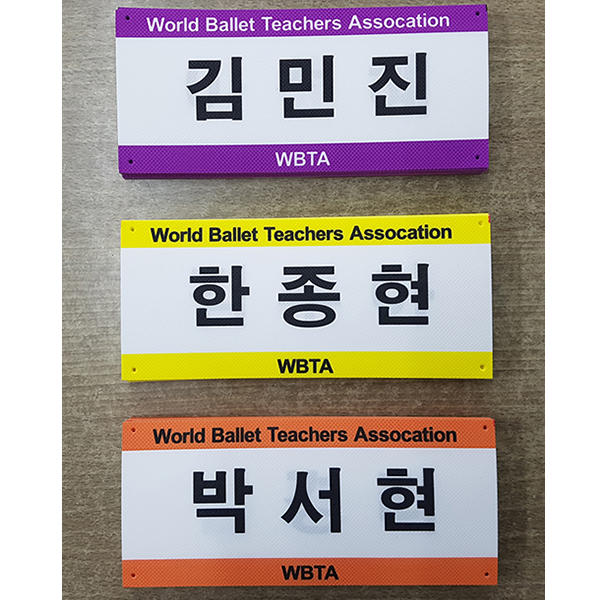 World Ballet Teachers Assocation
김민진
WBTA
World Ballet Teachers Assocation
한종현
WBTA
World Ballet Teachers Assocation
박서현
WBTA